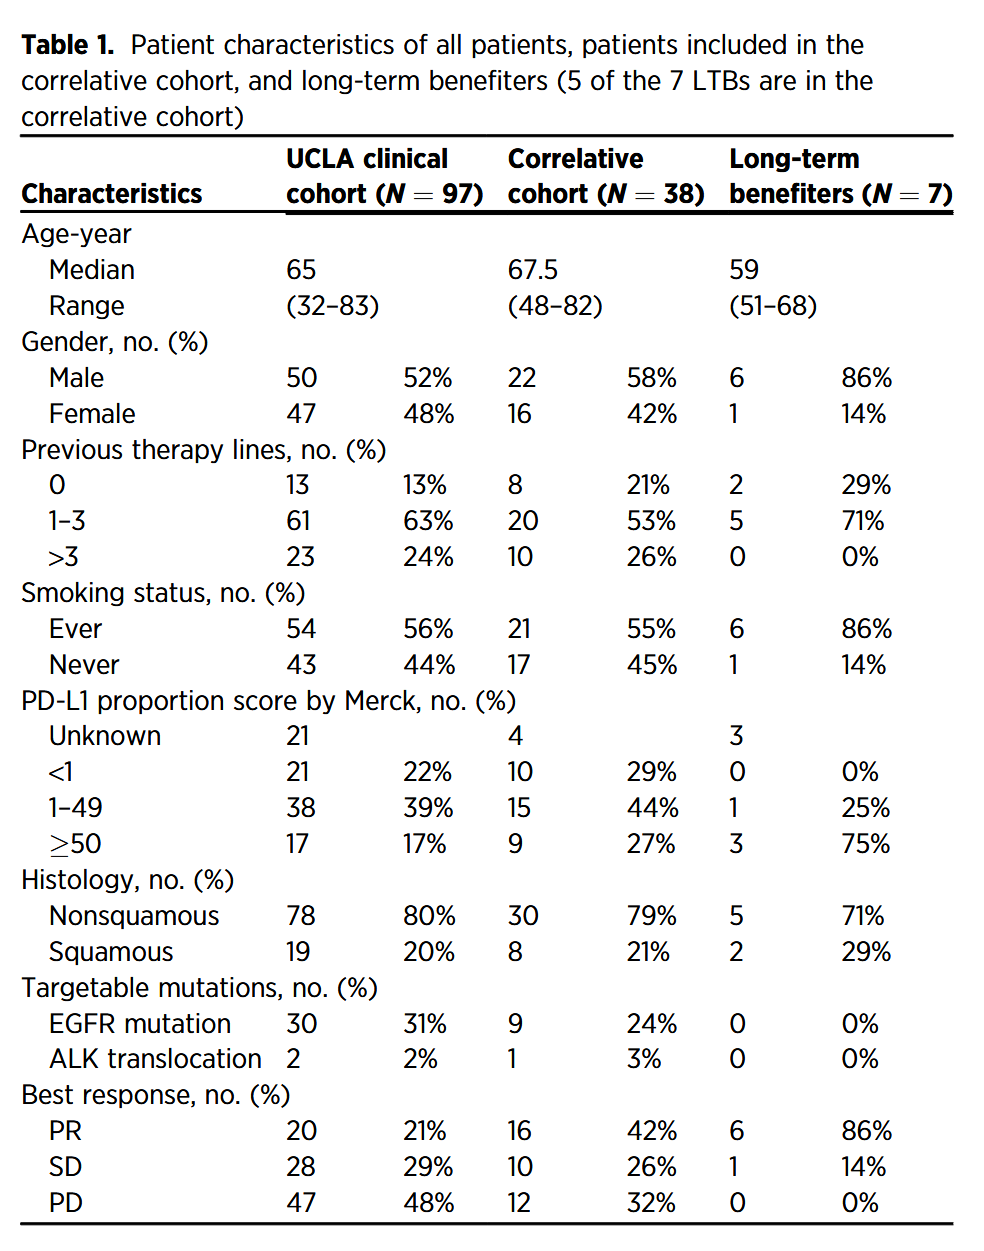 Table 1. Patient characteristics of all patients, patients included in the
correlative cohort, and long-term benefiters (5 of the 7 LTBs are in the
correlative cohort)
UCLA clinical Correlative Long-term
Characteristics cohort (N = 97) cohort (N = 38) benefiters (N = 7)
Age-year
Median 65 67.5 59
Range (32–83) (48–82) (51–68)
Gender, no. (%)
Male 50 52% 22 58% 6 86%
Female 47 48% 16 42% 1 14%
Previous therapy lines, no. (%)
0 13 13% 8 21% 2 29%
1–3 61 63% 20 53% 5 71%
>3 23 24% 10 26% 0 0%
Smoking status, no. (%)
Ever 54 56% 21 55% 6 86%
Never 43 44% 17 45% 1 14%
PD-L1 proportion score by Merck, no. (%)
Unknown 21 4 3
<1 21 22% 10 29% 0 0%
1–49 38 39% 15 44% 1 25%
≥50 17 17% 9 27% 3 75%
Histology, no. (%)
Nonsquamous 78 80% 30 79% 5 71%
Squamous 19 20% 8 21% 2 29%
Targetable mutations, no. (%)
EGFR mutation 30 31% 9 24% 0 0%
ALK translocation 2 2% 1 3% 0 0%
Best response, no. (%)
PR 20 21% 16 42% 6 86%
SD 28 29% 10 26% 1 14%
PD 47 48% 12 32% 0 0%